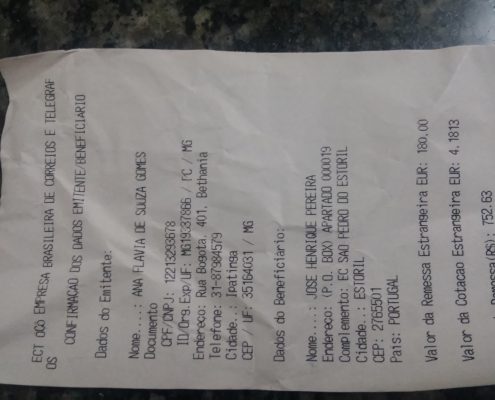 ECT QQ5 EMPRESA BRASILEIRA DE CORREIOS E TELEGRAF
OS
CONFIRMACAO DOS DADOS EMITENTE/BENEFICIARIO
Dados do Emitente:
Nome....: ANA FLAVIA DE SOUZA GOMES
Documento
CPF/CNPJ: 12213293678
ID/Org.Exp/UF: MG19337866 / PC / MG
Endereco: Rua Bogota, 401, Bethania
Telefone: 31-87984579
Cidade..: Ipatinga
CEP / UF: 35164031 / MG
Dados do Beneficiário:
Nome....: JOSE HENRIQUE PEREIRA
Endereco: (P.O. BOX) APARTADO 000019
Complemento: EC SAO PEDRO DO ESTORIL
Cidade..: ESTORIL
CEP: 2765501
Pais: PORTUGAL
Valor da Remessa Estrangeira EUR: 180,00
Valor da Cotacao Estrangeira EUR: 4.1813
(R$): 752.63